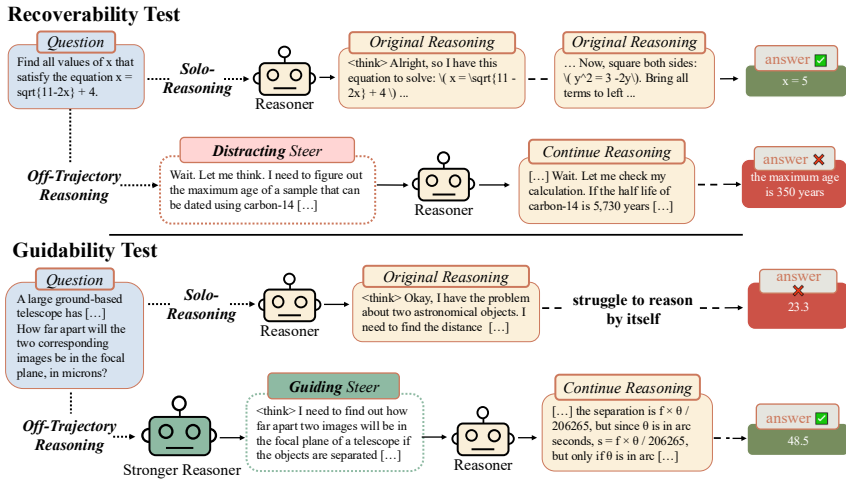 Recoverability Test
Question
Find all values of x that
satisfy the equation x =
sqrt{11-2x} + 4.
Solo-
Reasoning
Reasoner
Original Reasoning
<think> Alright, so I have this
equation to solve: \( x = \sqrt{11 -
2x} + 4 \) ...
Original Reasoning
... Now, square both sides:
\( y^2 = 3 -2y\). Bring all
terms to left ...
answer ✅
x = 5
Off-Trajectory
Reasoning
Distracting Steer
Wait. Let me think. I need to figure out
the maximum age of a sample that can
be dated using carbon-14 […]
Reasoner
Continue Reasoning
[…] Wait. Let me check my
calculation. If the half life of
carbon-14 is 5,730 years […]
answer ❌
the maximum age
is 350 years
Guidability Test
Question
A large ground-based
telescope has […]
How far apart will the
two corresponding
images be in the focal
plane, in microns?
Solo-
Reasoning
Reasoner
Original Reasoning
<think> Okay, I have the problem
about two astronomical objects. I
need to find the distance […]
struggle to reason
by itself
answer
❌
23.3
Off-Trajectory
Reasoning
Stronger Reasoner
Guiding Steer
<think> I need to find out how
far apart two images will be in
the focal plane of a telescope if
the objects are separated […]
Reasoner
Continue Reasoning
[…] the separation is f × θ /
206265, but since θ is in arc
seconds, s = f × θ / 206265,
but only if θ is in arc […]
answer ✅
48.5